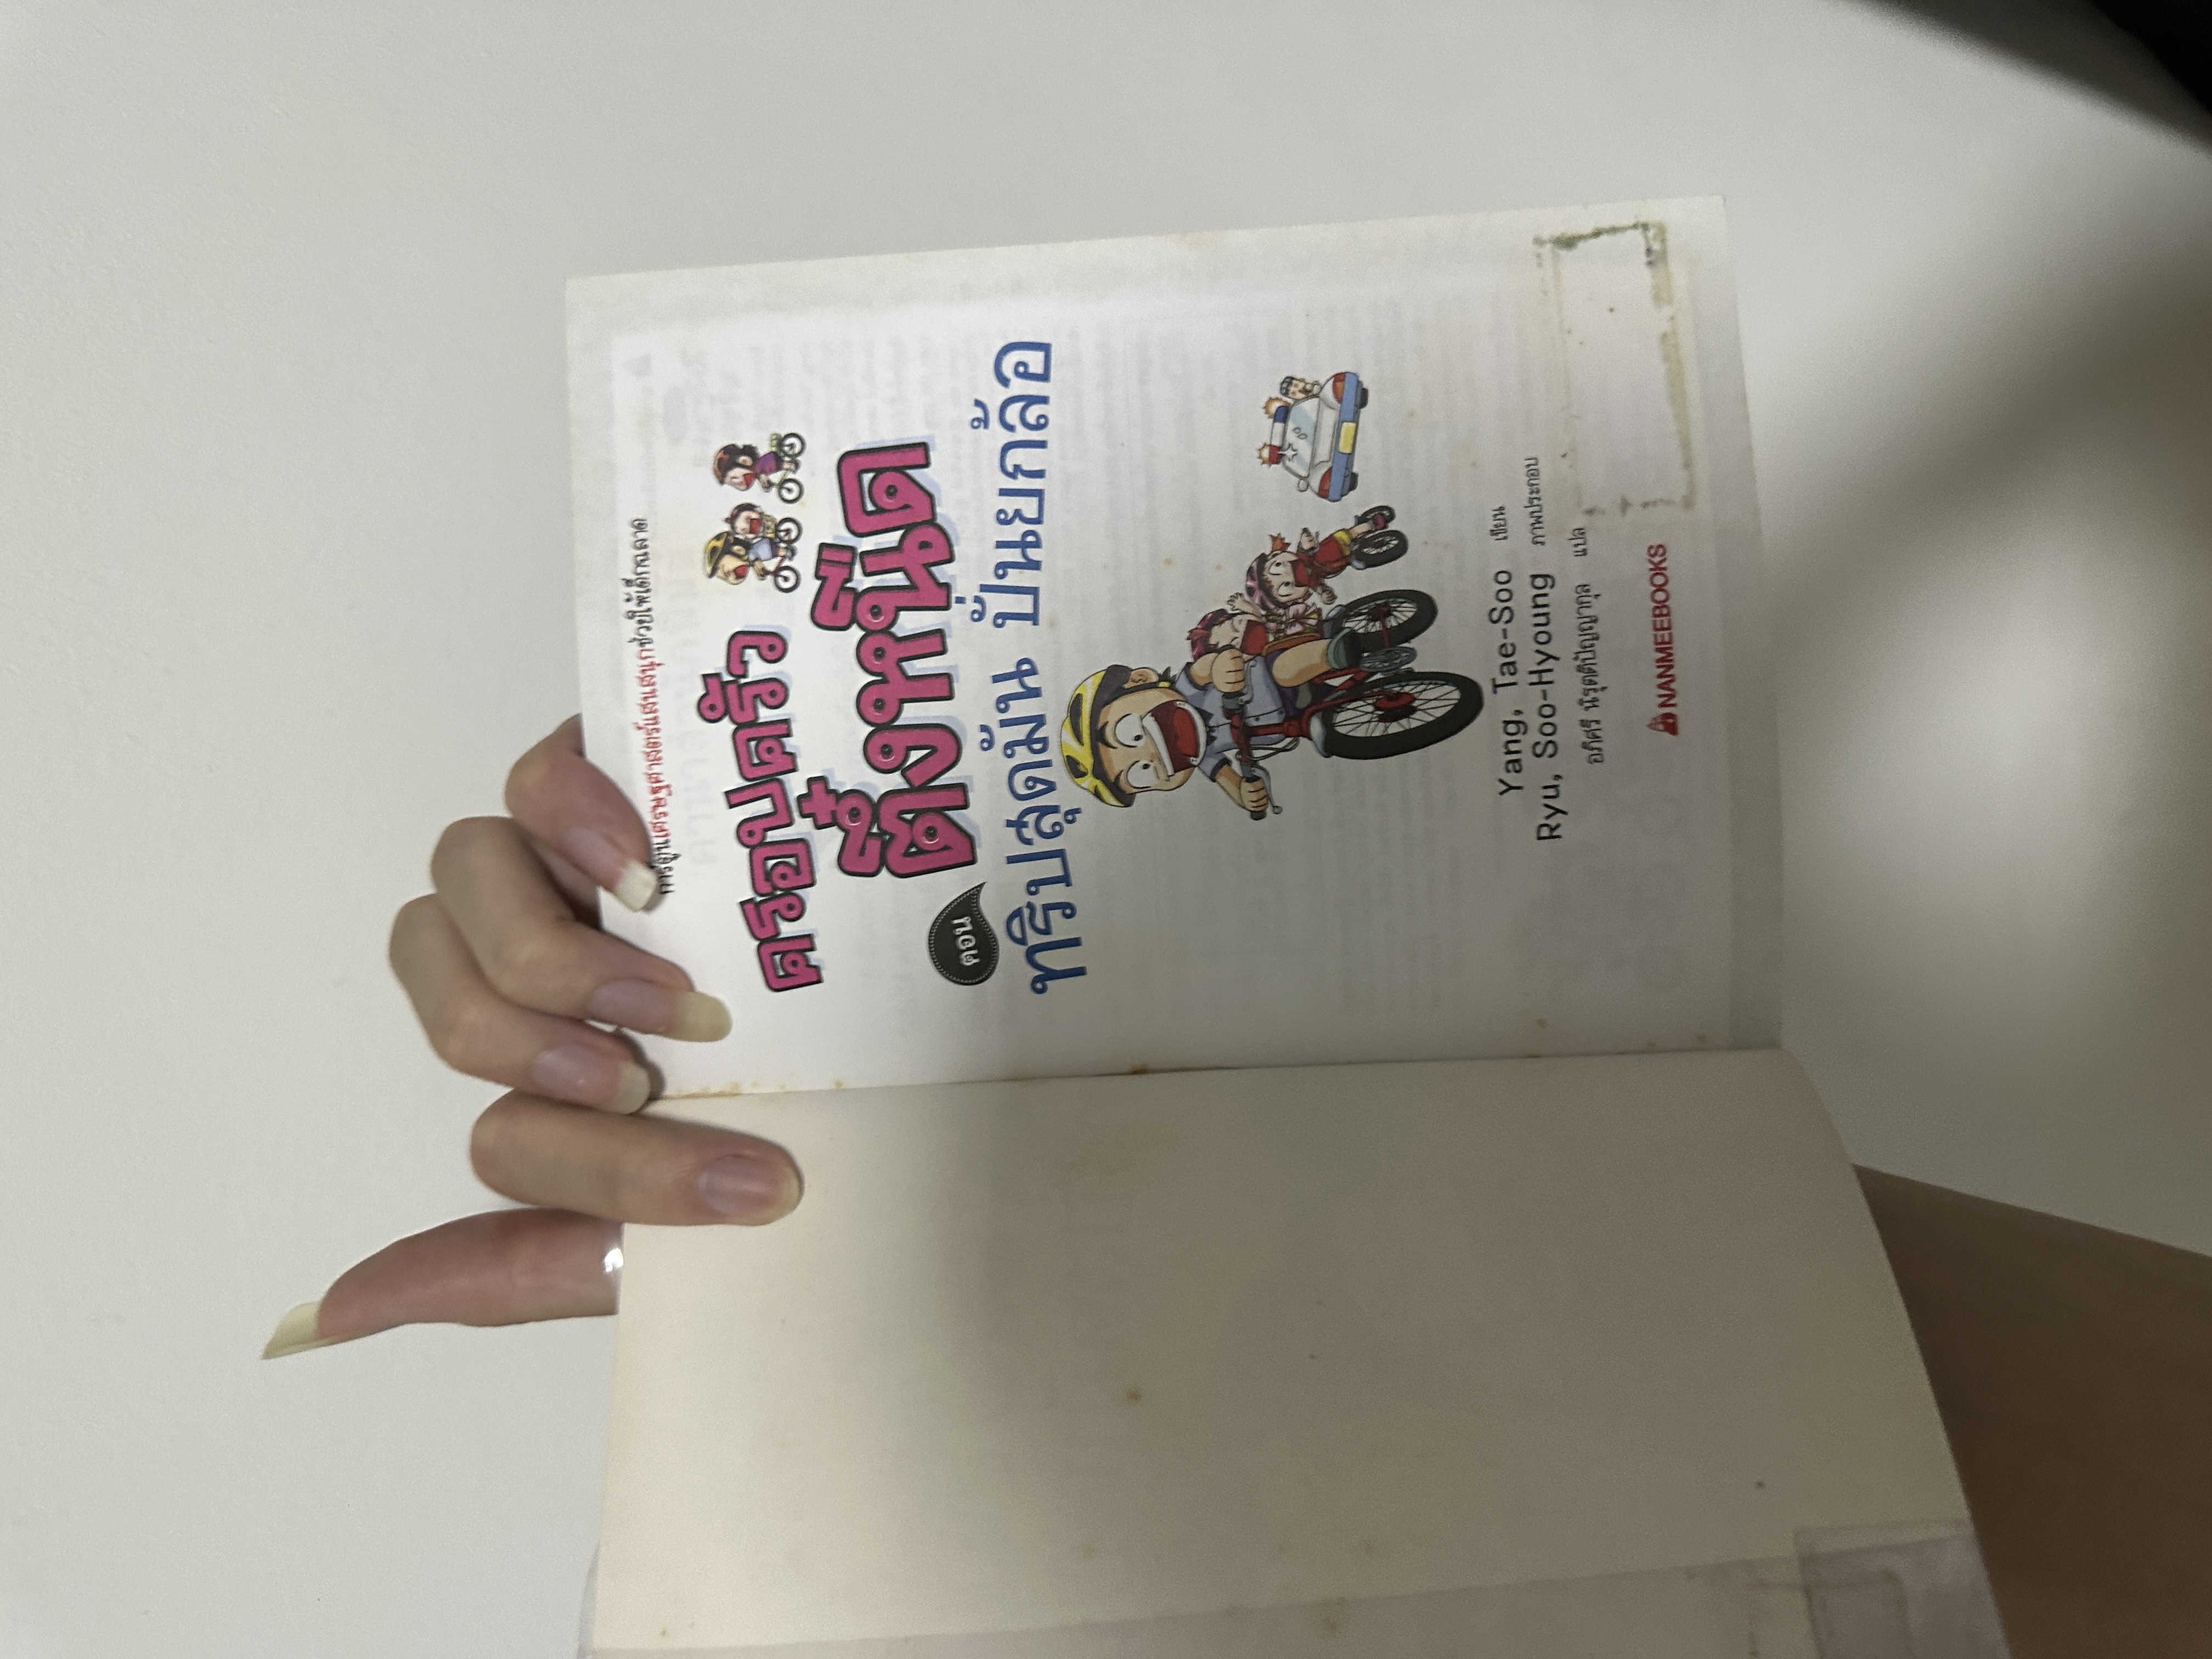 การ์ตูนเศรษฐศาสตร์แสนสนุกช่วยให้เด็กฉลาด
ครอบครัว
ตึ๋งหนืด
ตอน
ทริปสุดมัน ปั่นยกล้อ
Yang, Tae-Soo เขียน
Ryu, Soo-Hyoung ภาพประกอบ
อภิศรี นิรุตติปัญญากุล แปล
NANMEEBOOKS